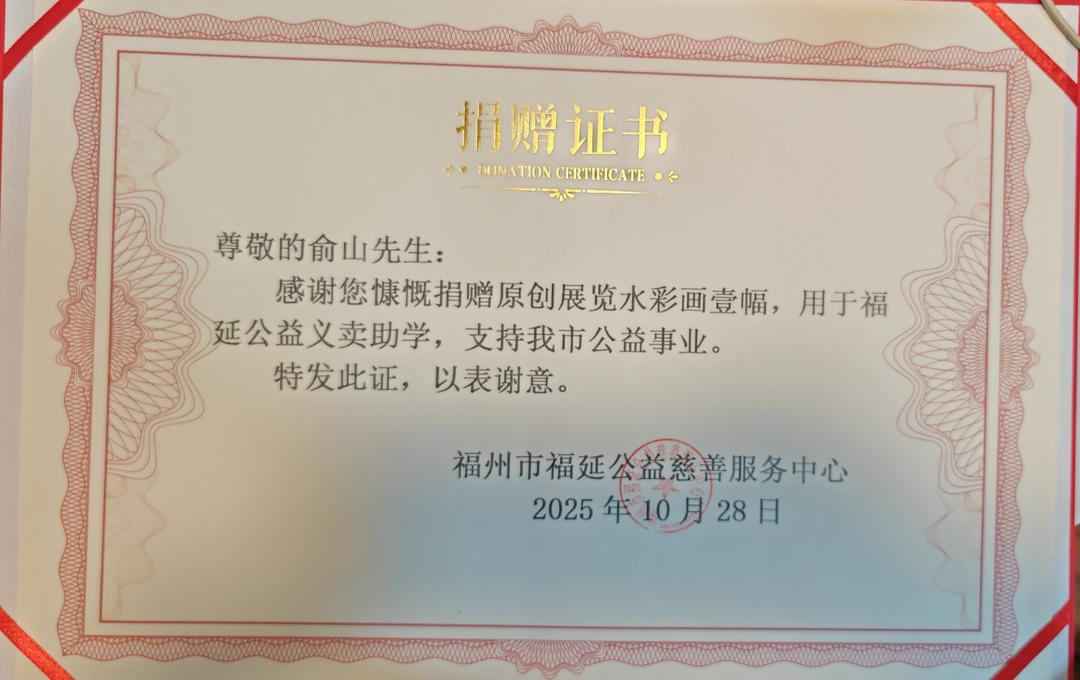 捐赠证书
DONATION CERTIFICATE
尊敬的俞山先生：
感谢您慷慨捐赠原创展览水彩画壹幅，用于福
延公益义卖助学，支持我市公益事业。
特发此证，以表谢意。
福州市福延公益慈善服务中心
2025 年 10 月 28 日